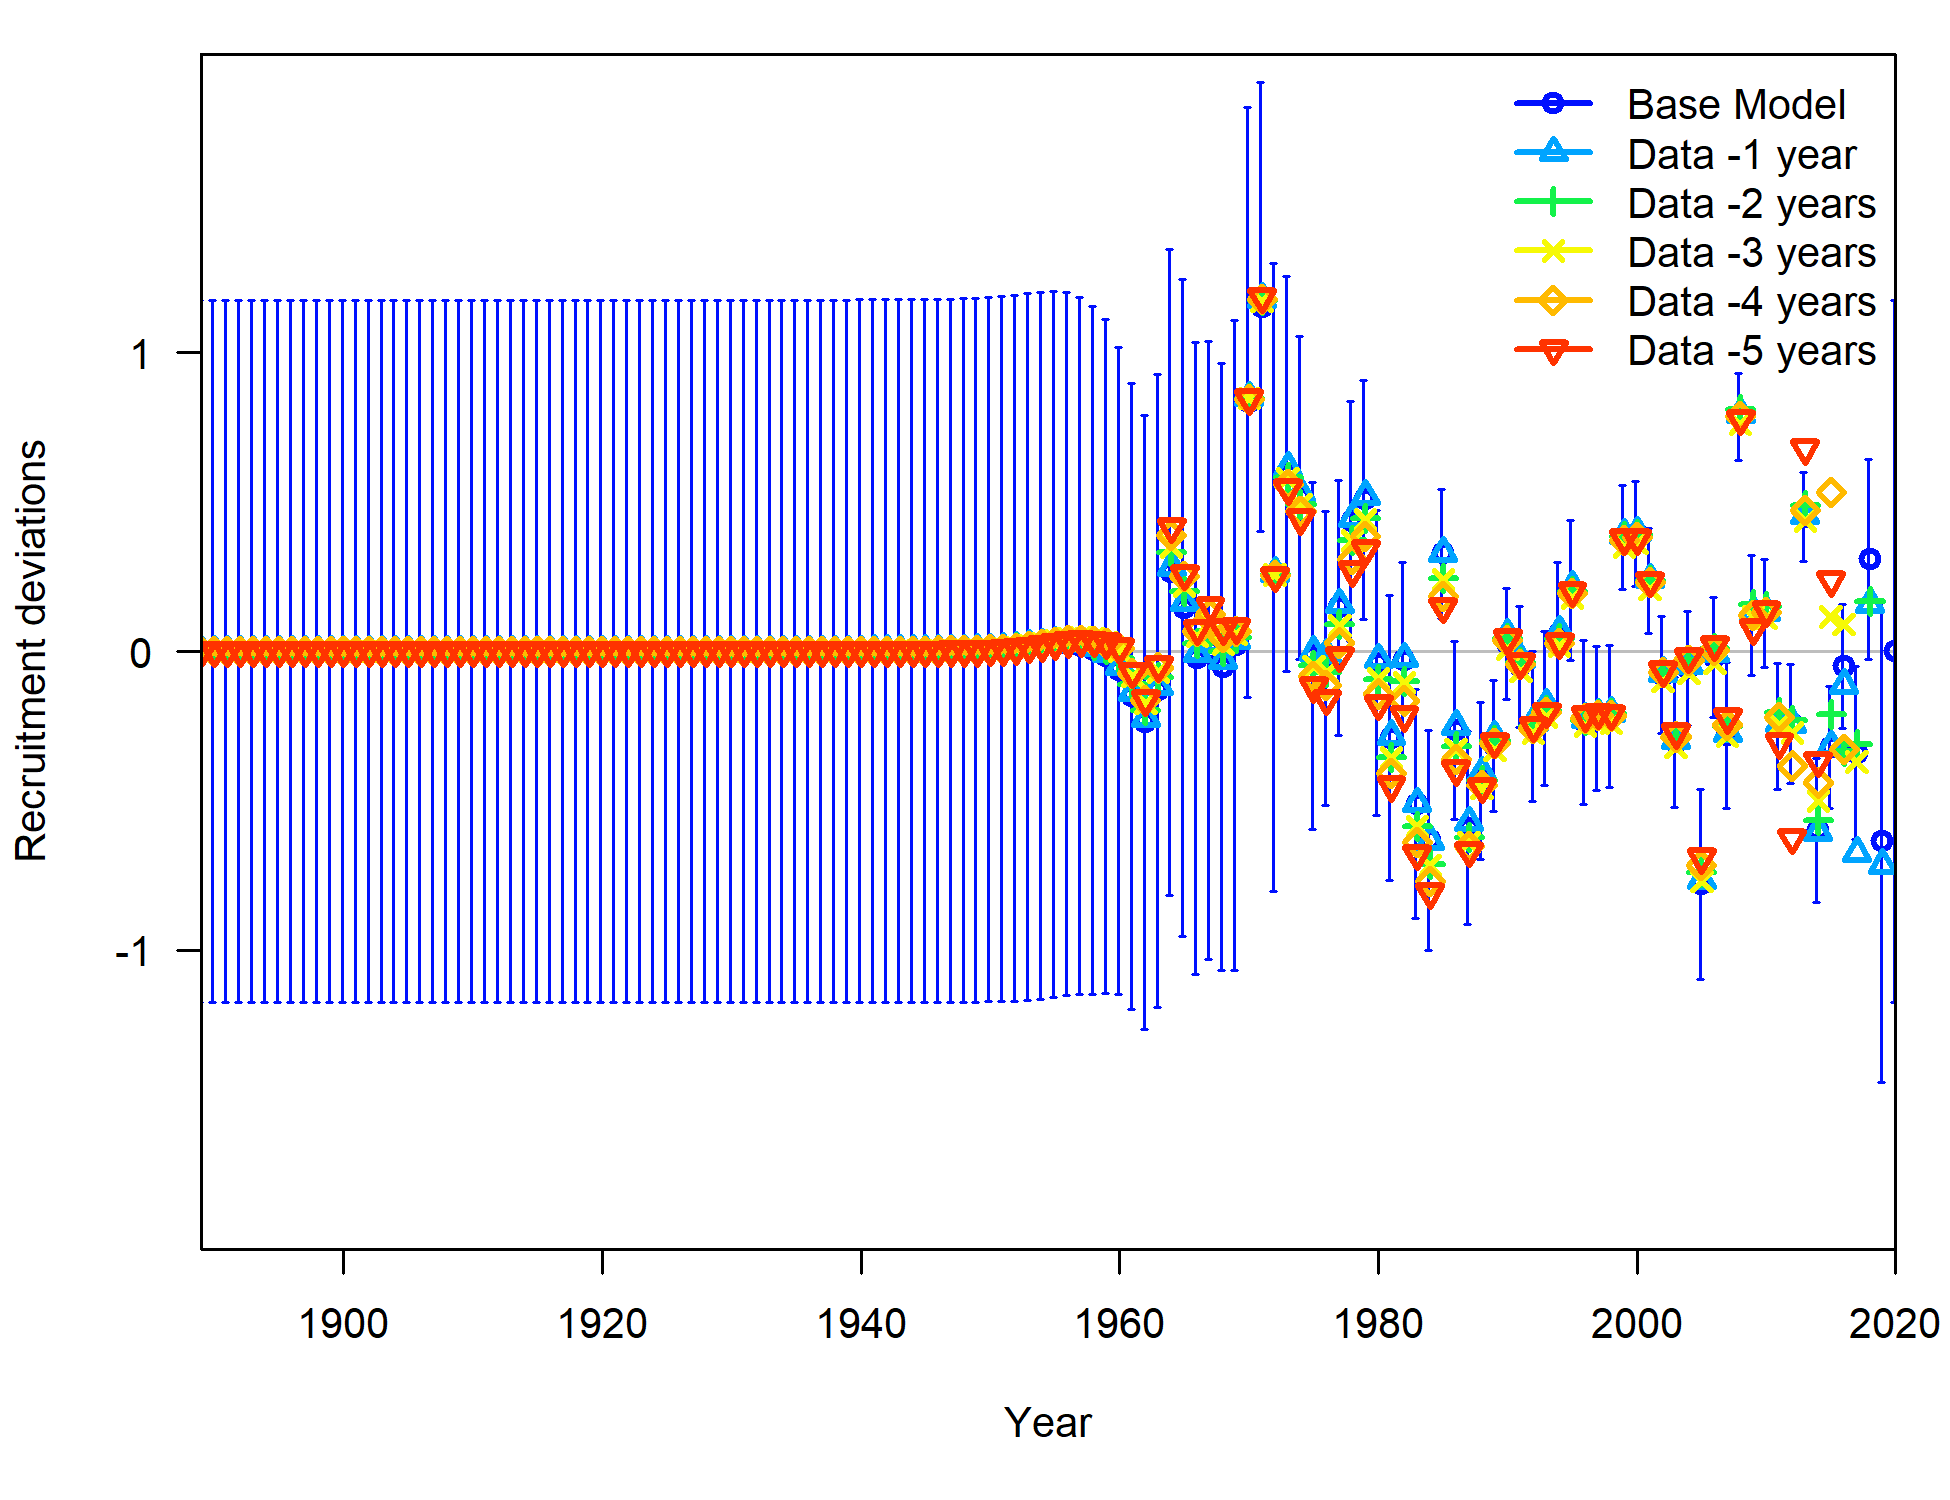 Base Model
Data -1 year
Data -2 years
Data -3 years
Data -4 years
Data -5 years
Recruitment deviations
1
0
-1
1900 1920 1940 1960 1980 2000 2020
Year